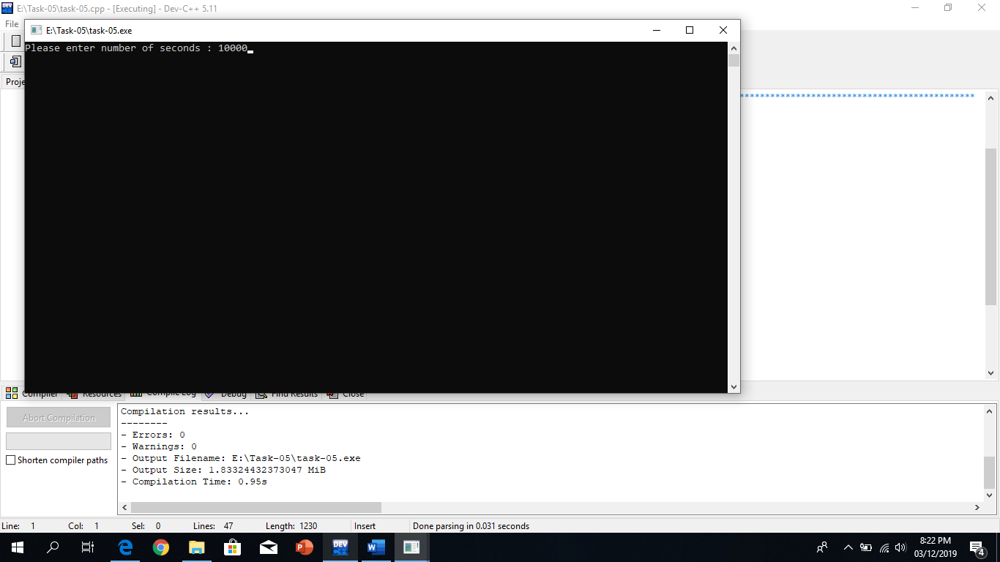 E:\Task-05\task-05.cpp - [Executing] - Dev-C++ 5.11
File
E:\Task-05\task-05.exe
Please enter number of seconds : 10000
Proje
*********************************************
Compiler Resources Compile Log Debug Find Results Close
Abort Compilation
Shorten compiler paths
Compilation results...
--------
- Errors: 0
- Warnings: 0
- Output Filename: E:\Task-05\task-05.exe
- Output Size: 1.83324432373047 MiB
- Compilation Time: 0.95s
Line: 1 Col: 1 Sel: 0 Lines: 47 Length: 1230 Insert Done parsing in 0.031 seconds
DEV
8:22 PM
03/12/2019
4